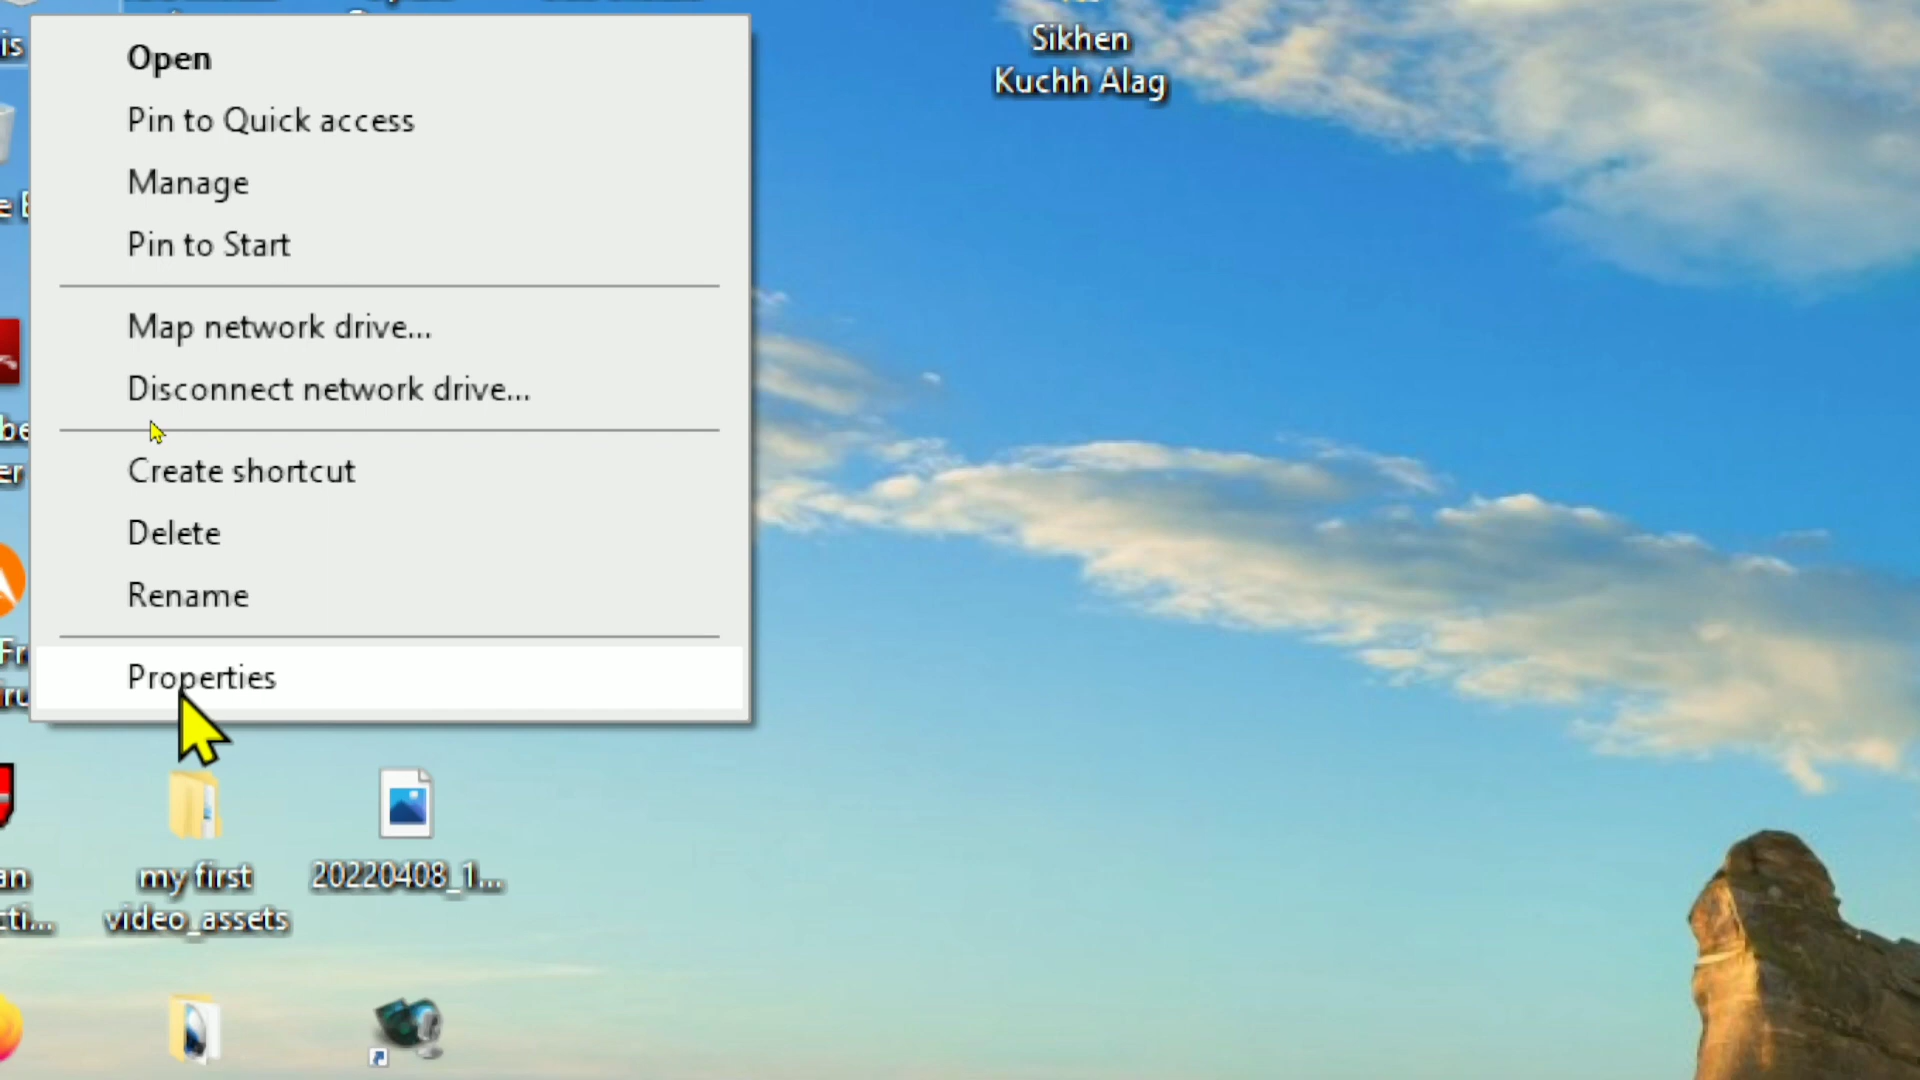 Sikhen
Kuchh Alag
is
Open
Pin to Quick access
Manage
Pin to Start
Map network drive...
Disconnect network drive...
Create shortcut
Delete
Rename
Properties
my first
video_assets
20220408_1...